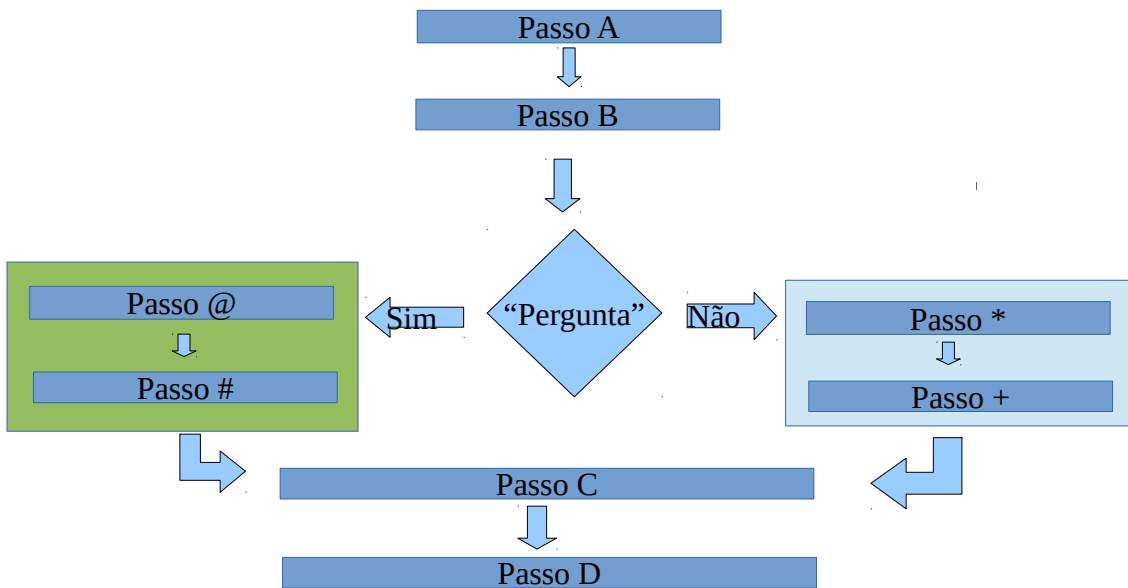 Passo A
Passo B
“Pergunta”
Sim
Não
Passo @
Passo #
Passo *
Passo +
Passo C
Passo D